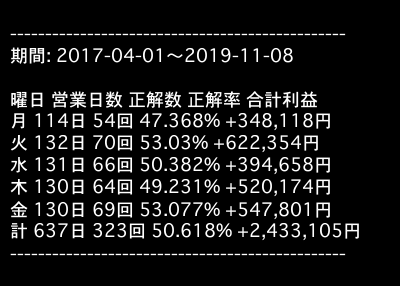 ------------------------------------------------
期間: 2017-04-01～2019-11-08
曜日 営業日数 正解数 正解率 合計利益
月 114日 54回 47.368% +348,118円
火 132日 70回 53.03% +622,354円
水 131日 66回 50.382% +394,658円
木 130日 64回 49.231% +520,174円
金 130日 69回 53.077% +547,801円
計 637日 323回 50.618% +2,433,105円
------------------------------------------------